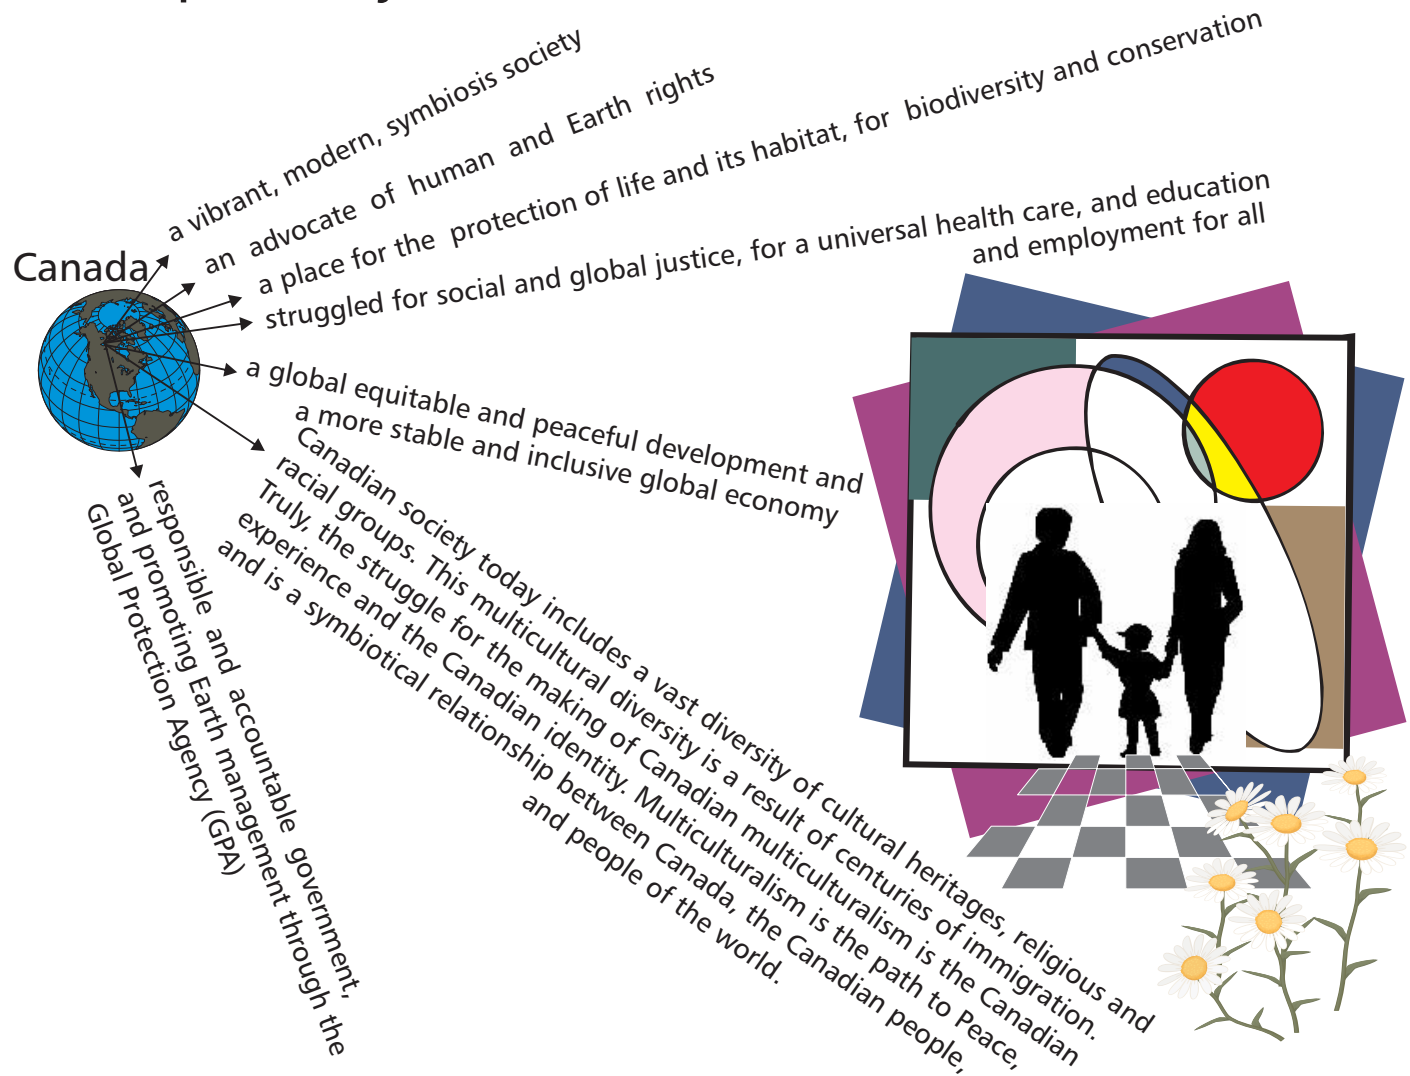 a vibrant, modern, symbiosis society
an advocate of human and Earth rights
a place for the protection of life and its habitat, for biodiversity and conservation
struggled for social and global justice, for a universal health care, and education
and employment for all
Canada
a global equitable and peaceful development and
a more stable and inclusive global economy
Canadian society today includes a vast diversity of cultural heritages, religious and
racial groups. This multicultural diversity is a result of centuries of immigration.
Truly, the struggle for the making of Canadian multiculturalism is the Canadian
experience and the Canadian identity. Multiculturalism is the path to Peace,
and is a symbiotical relationship between Canada, the Canadian people,
and people of the world.
responsible and accountable government,
and promoting Earth management through the
Global Protection Agency (GPA)